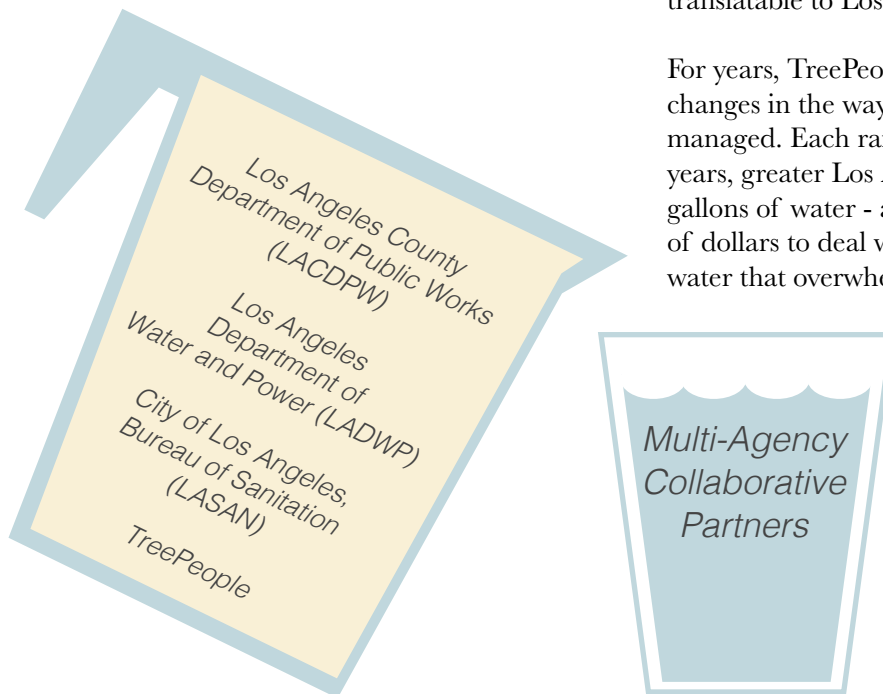 translatable to Los
For years, TreePeo
changes in the way
managed. Each rai
years, greater Los
gallons of water - a
of dollars to deal w
water that overwhe
Los Angeles County
Department of Public Works
(LACDPW)
Los Angeles
Department of
Water and Power (LADWP)
City of Los Angeles,
Bureau of Sanitation
(LASAN)
TreePeople
Multi-Agency
Collaborative
Partners